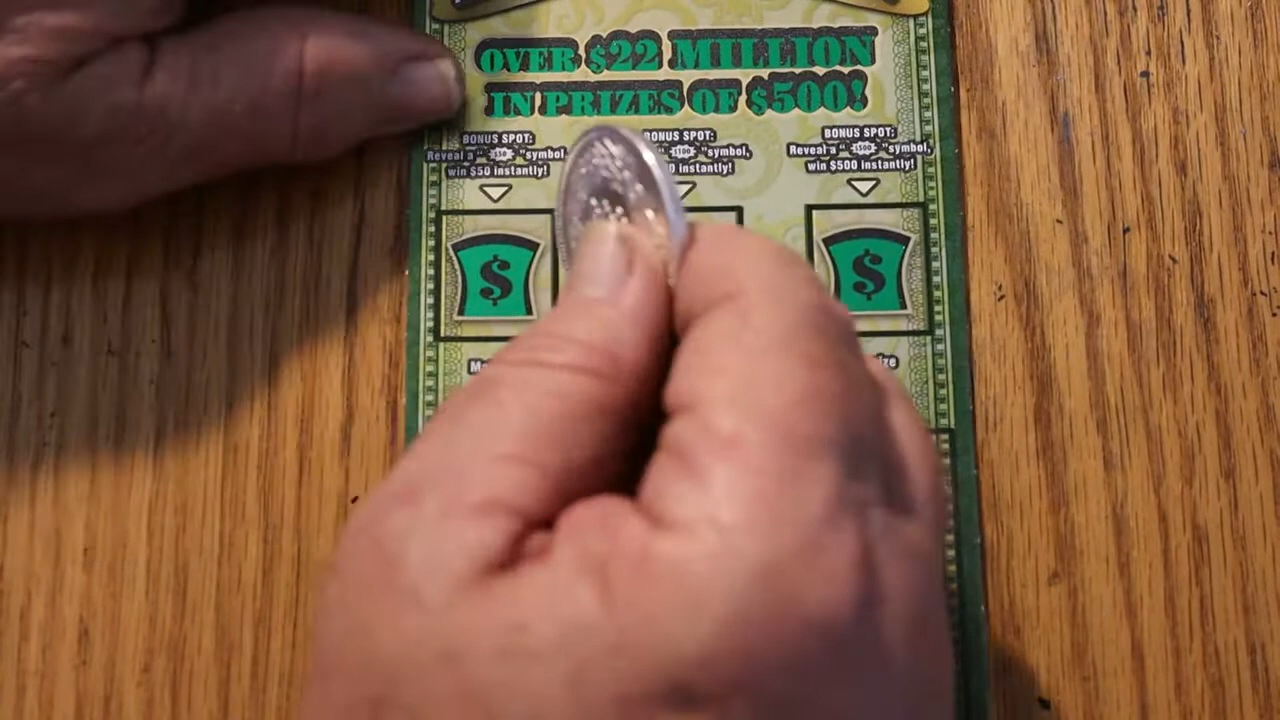 OVER $22 MILLION
IN PRIZES OF $500!
BONUS SPOT:
Reveal a "$50" symbol
win $50 instantly!
$
BONUS SPOT:
"$100" symbol,
instantly!
BONUS SPOT:
Reveal a "$500" symbol,
win $500 instantly!
$